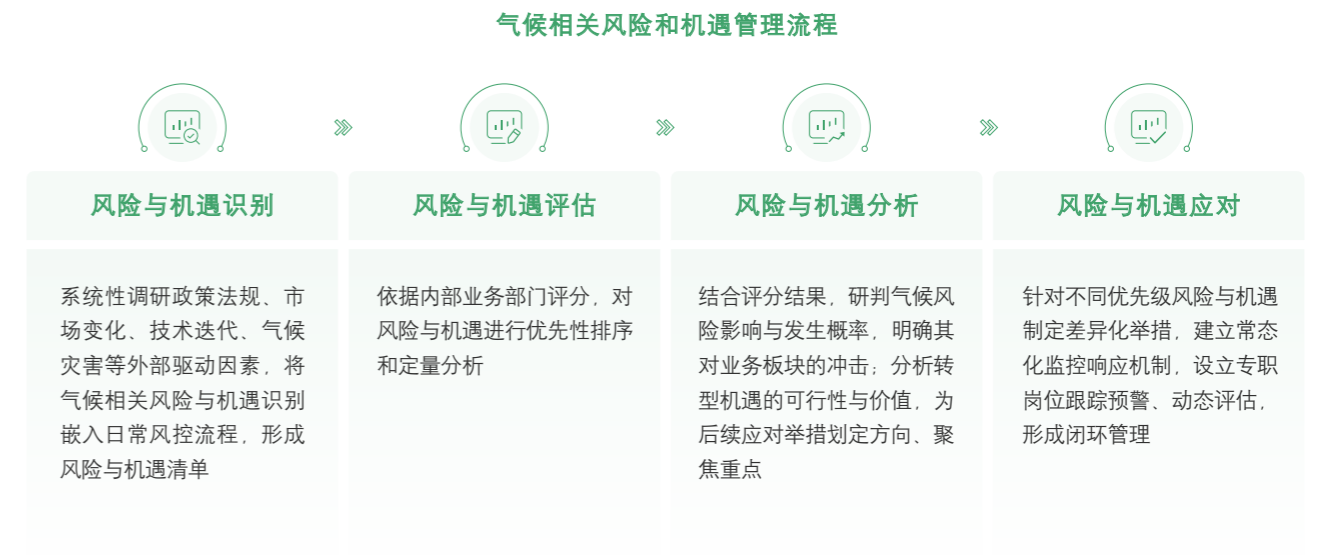 气候相关风险和机遇管理流程
风险与机遇识别
系统性调研政策法规、市
场变化、技术迭代、气候
灾害等外部驱动因素，将
气候相关风险与机遇识别
嵌入日常风控流程，形成
风险与机遇清单
风险与机遇评估
依据内部业务部门评分，对
风险与机遇进行优先性排序
和定量分析
风险与机遇分析
结合评分结果，研判气候风
险影响与发生概率，明确其
对业务板块的冲击；分析转
型机遇的可行性与价值，为
后续应对举措划定方向、聚
焦重点
风险与机遇应对
针对不同优先级风险与机遇
制定差异化举措，建立常态
化监控响应机制，设立专职
岗位跟踪预警、动态评估，
形成闭环管理